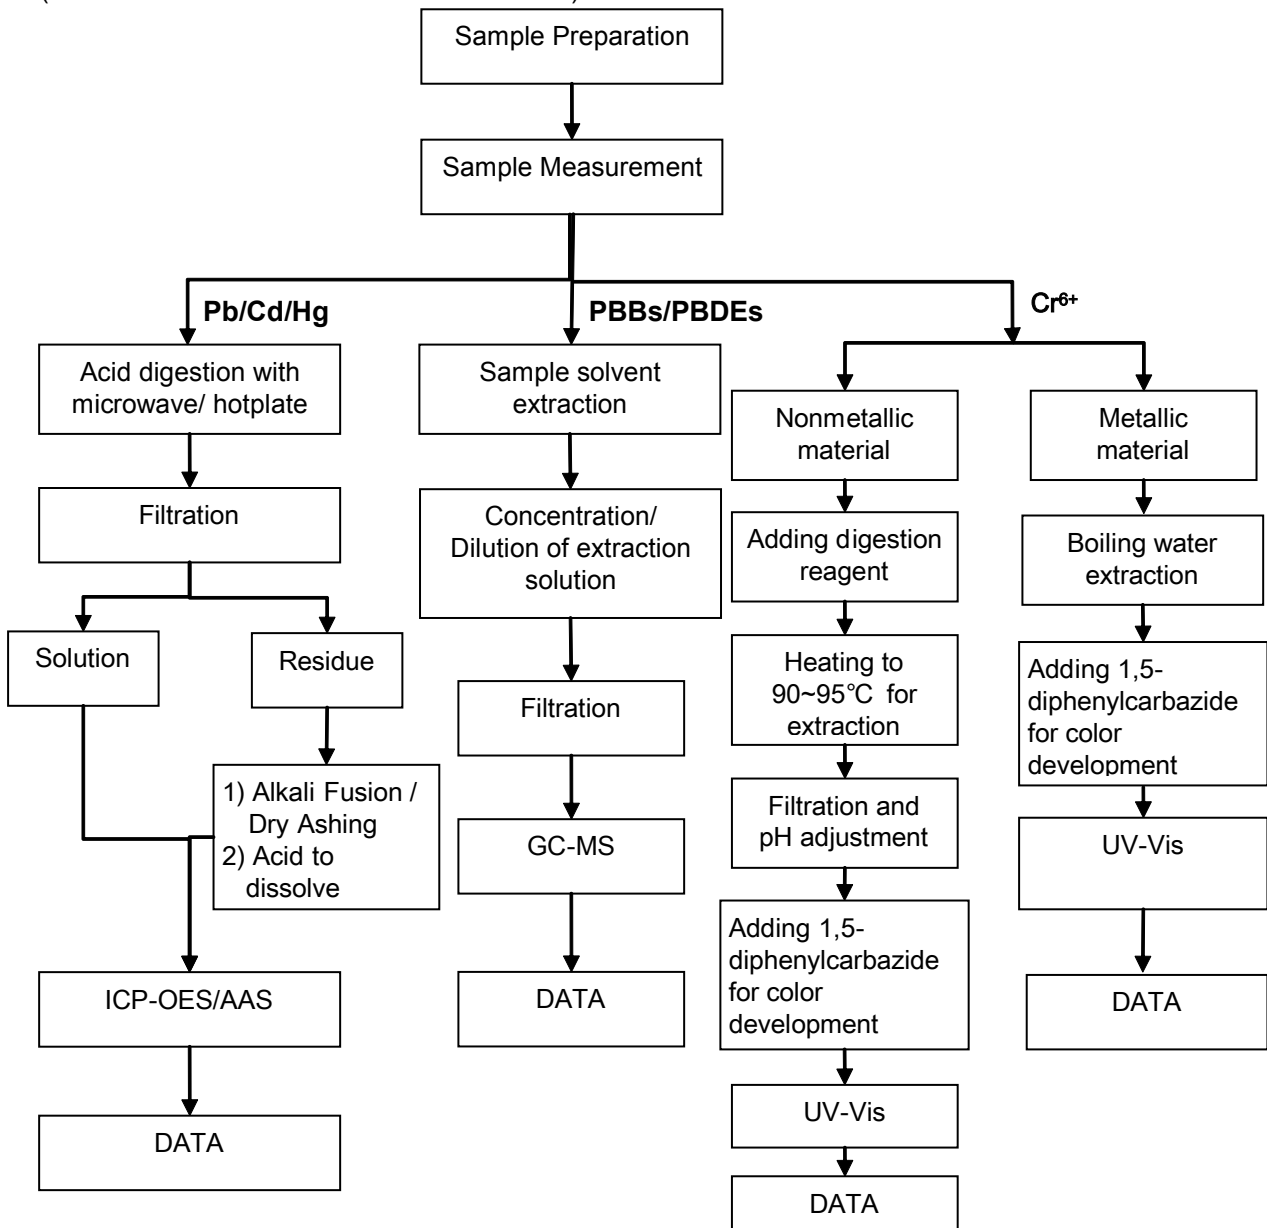 Sample Preparation
Sample Measurement
Pb/Cd/Hg
Acid digestion with
microwave/ hotplate
Filtration
Solution
Residue
1) Alkali Fusion /
Dry Ashing
2) Acid to
dissolve
ICP-OES/AAS
DATA
PBBs/PBDEs
Sample solvent
extraction
Concentration/
Dilution of extraction
solution
Filtration
GC-MS
DATA
Cr⁶⁺
Nonmetallic
material
Adding digestion
reagent
Heating to
90~95℃ for
extraction
Filtration and
pH adjustment
Adding 1,5-
diphenylcarbazide
for color
development
UV-Vis
DATA
Metallic
material
Boiling water
extraction
Adding 1,5-
diphenylcarbazide
for color
development
UV-Vis
DATA